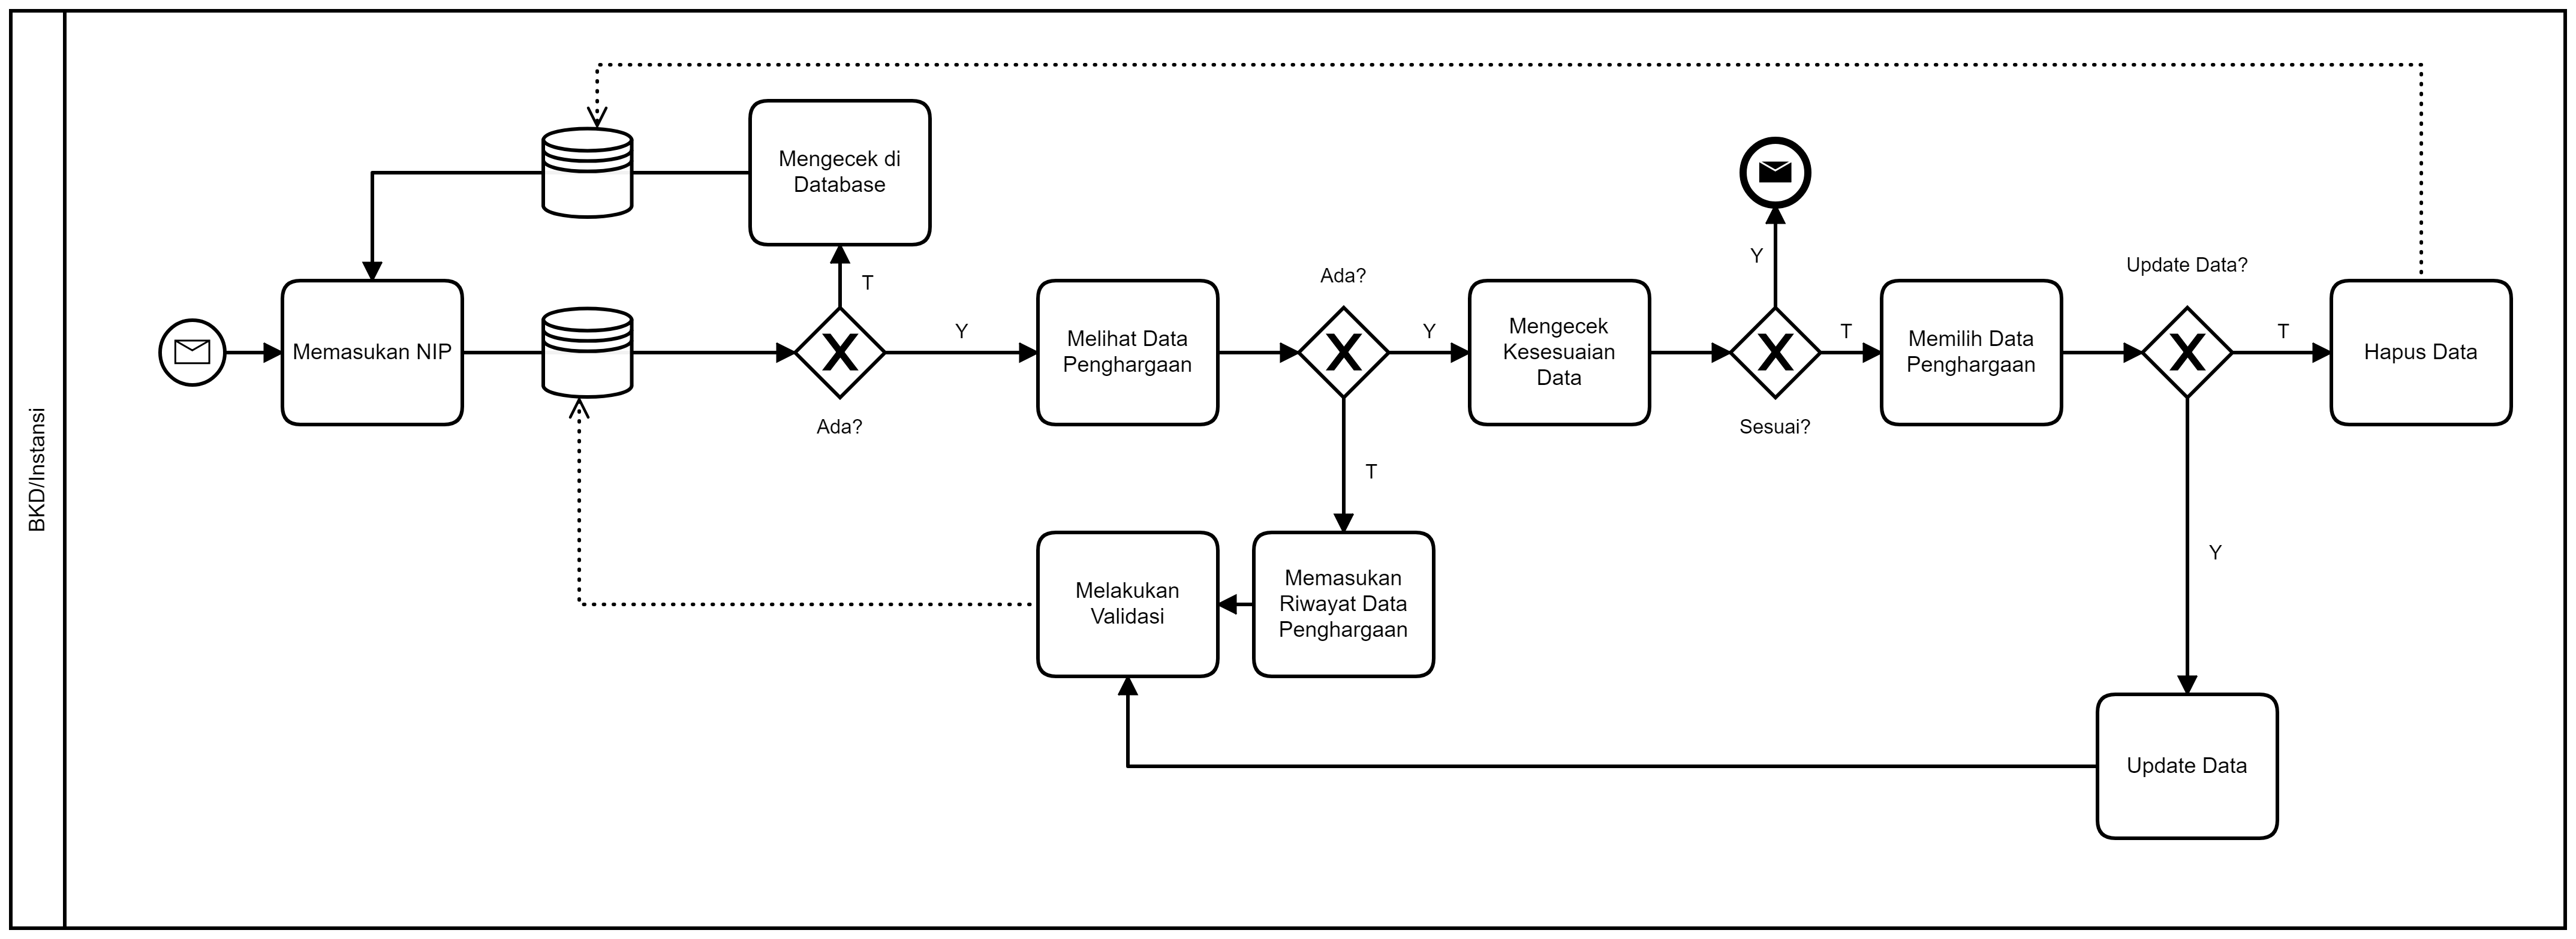 BKD/Instansi
Mengecek di
Database
Memasukan NIP
T
Y
Ada?
Melihat Data
Penghargaan
Ada?
Y
T
Mengecek
Kesesuaian
Data
Y
T
Sesuai?
Memilih Data
Penghargaan
Update Data?
T
Y
Hapus Data
Melakukan
Validasi
Memasukan
Riwayat Data
Penghargaan
Update Data